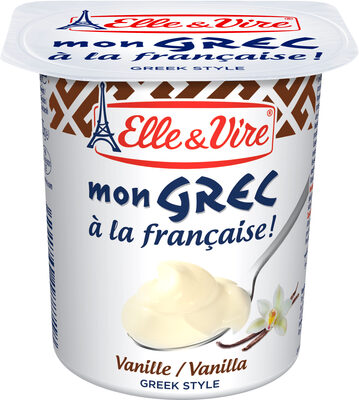 Elle & Vire
mon GREC
à la française !
GREEK STYLE
Elle & Vire
mon GREC
à la française !
Vanille / Vanilla
GREEK STYLE